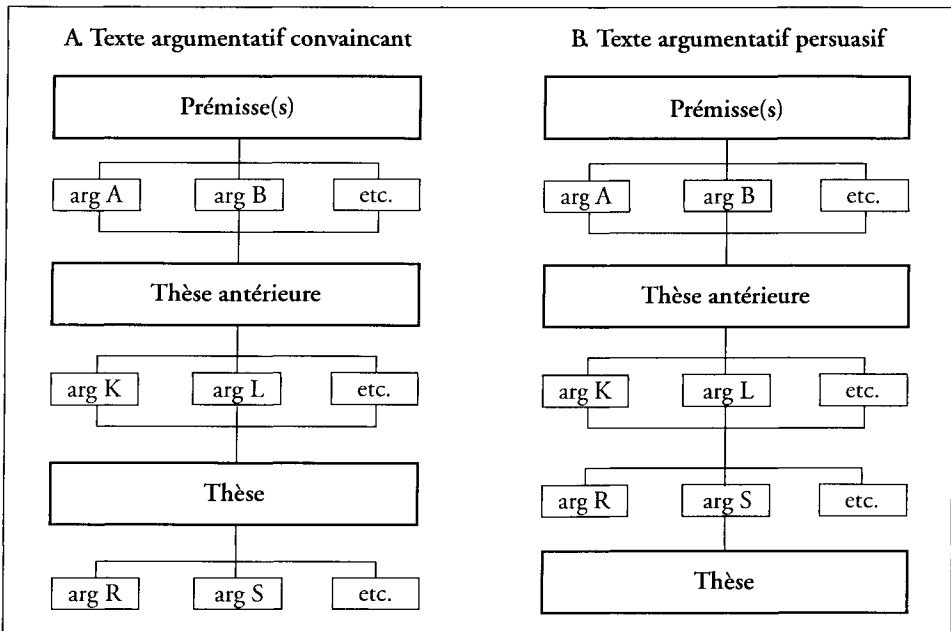 A. Texte argumentatif convaincant
Prémisse(s)
arg A arg B etc.
Thèse antérieure
arg K arg L etc.
Thèse
arg R arg S etc.
B. Texte argumentatif persuasif
Prémisse(s)
arg A arg B etc.
Thèse antérieure
arg K arg L etc.
arg R arg S etc.
Thèse